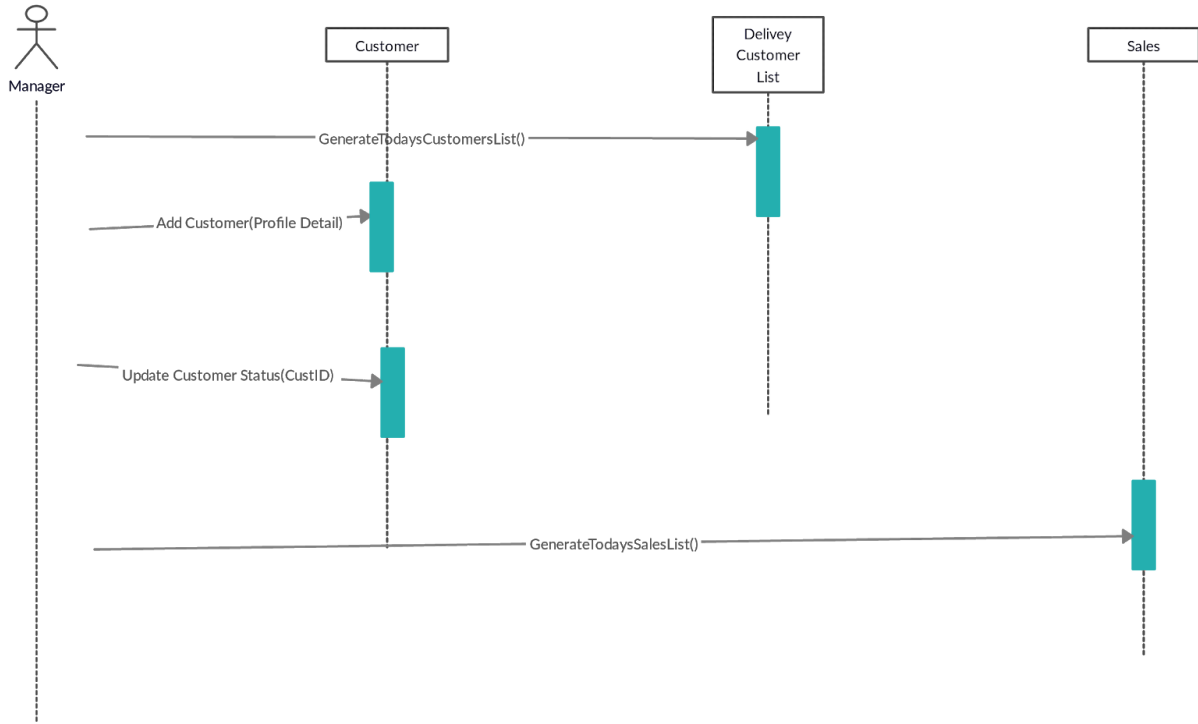 Manager
Customer
Delivey
Customer
List
Sales
GenerateTodaysCustomersList()
Add Customer(Profile Detail)
Update Customer Status(CustID)
GenerateTodaysSalesList()